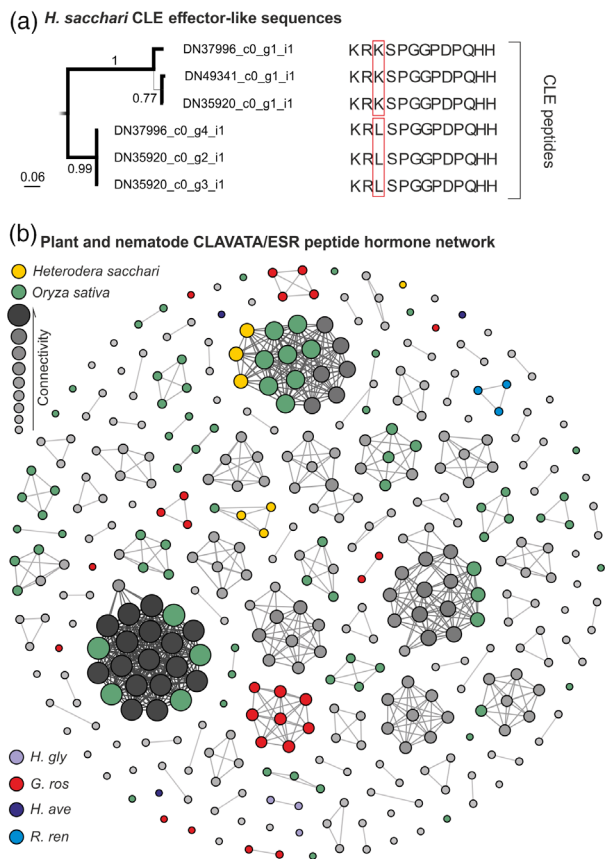 (a) H. sacchari CLE effector-like sequences
DN37996_c0_g1_i1 KRKSPGGPDPQHH
1
DN49341_c0_g1_i1 KRKSPGGPDPQHH
0.77
DN35920_c0_g1_i1 KRKSPGGPDPQHH
DN37996_c0_g4_i1 KRLSPGGPDPQHH
DN35920_c0_g2_i1 KRLSPGGPDPQHH
0.99
DN35920_c0_g3_i1 KRLSPGGPDPQHH
0.06
CLE peptides
(b) Plant and nematode CLAVATA/ESR peptide hormone network
Heterodera sacchari
Oryza sativa
Connectivity
H. gly
G. ros
H. ave
R. ren